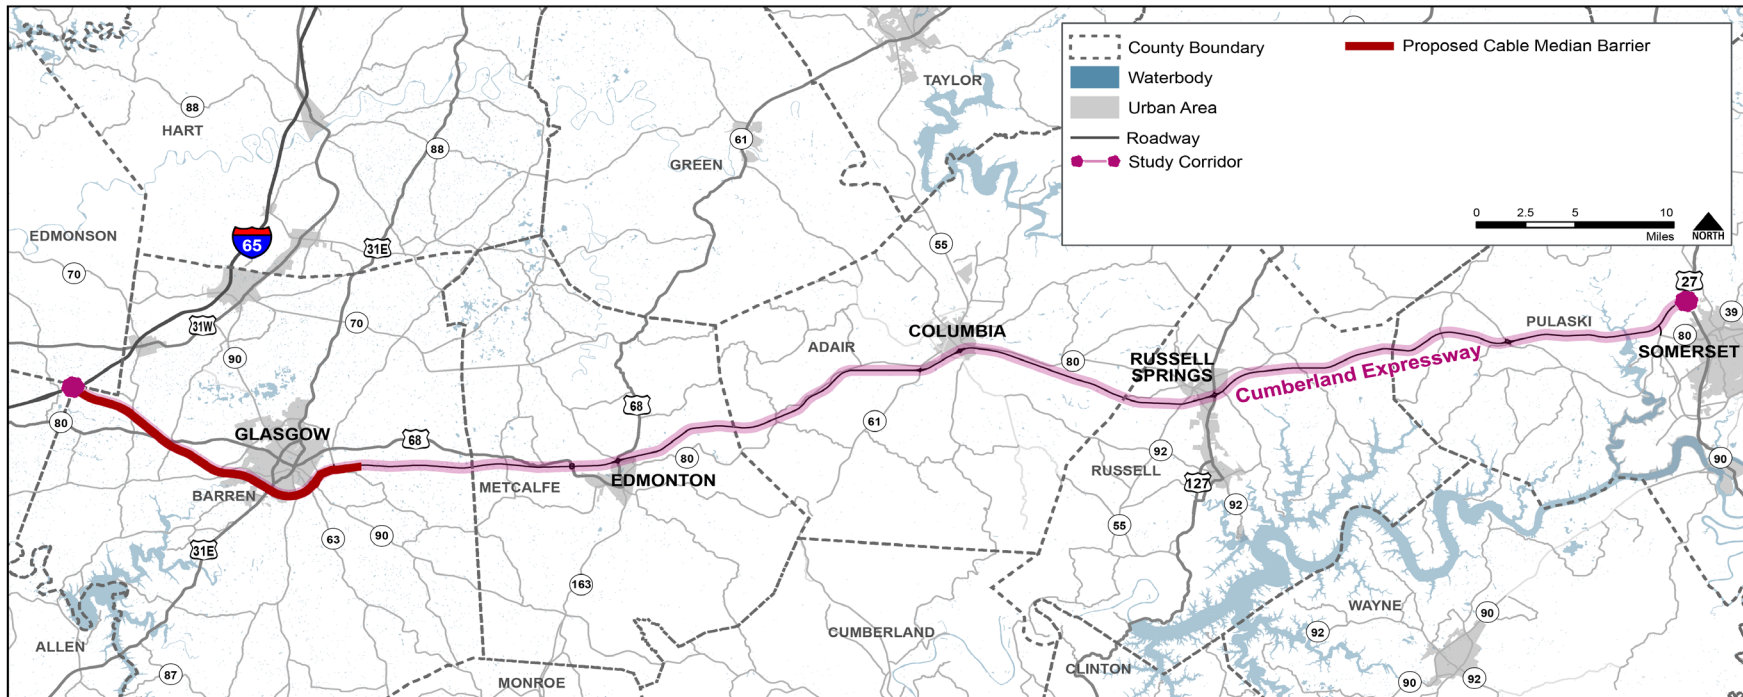 County Boundary
Waterbody
Urban Area
Roadway
Study Corridor
Proposed Cable Median Barrier
0 2.5 5 10
Miles
NORTH
TAYLOR
88
HART
61
88
GREEN
EDMONSON
65
31E
55
70
27
31W
70
39
PULASKI
80
COLUMBIA
ADAIR
90
80
RUSSELL
SPRINGS
SOMERSET
Cumberland Expressway
68
80
61
GLASGOW
68
92
80
90
RUSSELL
EDMONTON
METCALFE
127
BARREN
92
55
63
90
31E
163
WAYNE
90
CUMBERLAND
92
ALLEN
CLINTON
87
MONROE
90
92